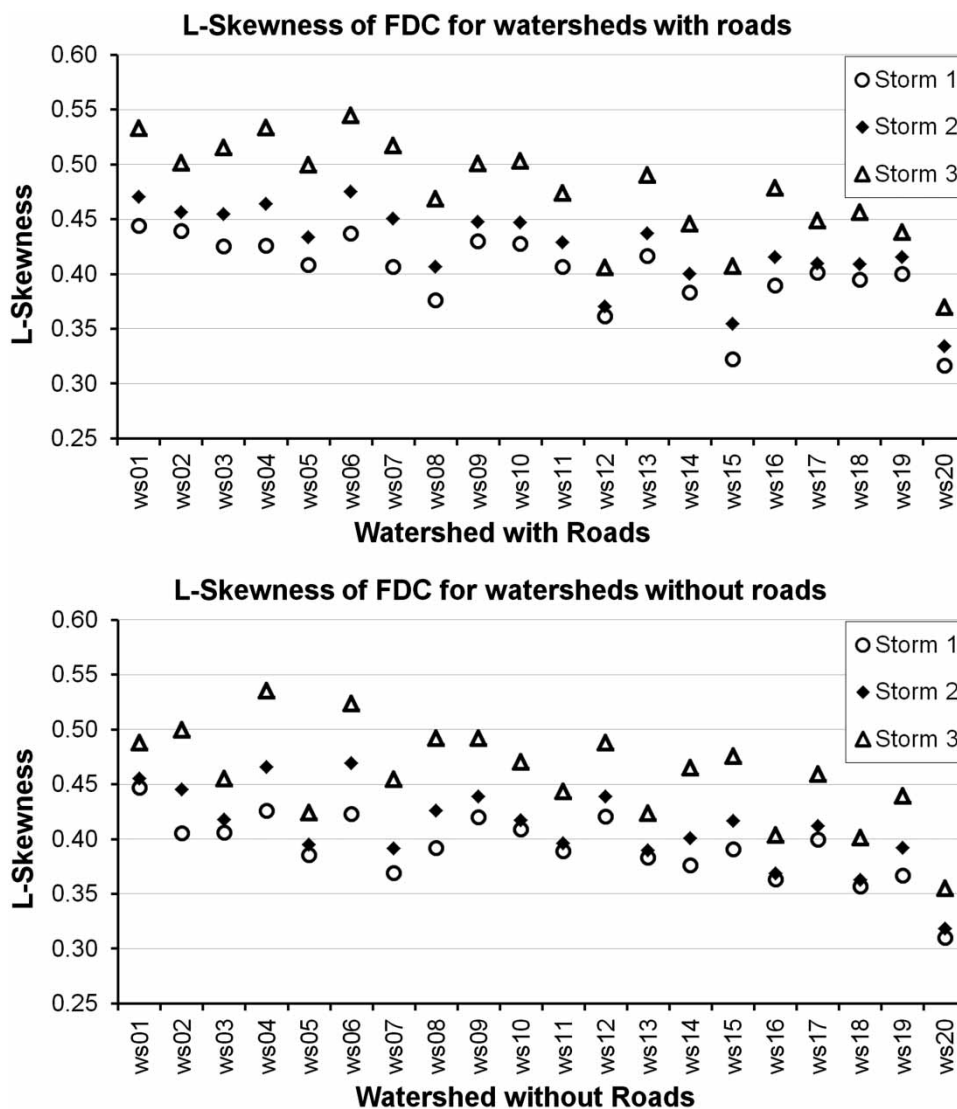 L-Skewness of FDC for watersheds with roads
0.60
0.55
0.50
0.45
0.40
0.35
0.30
0.25
L-Skewness
Storm 1
Storm 2
Storm 3
ws01 ws02 ws03 ws04 ws05 ws06 ws07 ws08 ws09 ws10 ws11 ws12 ws13 ws14 ws15 ws16 ws17 ws18 ws19 ws20
Watershed with Roads
L-Skewness of FDC for watersheds without roads
0.60
0.55
0.50
0.45
0.40
0.35
0.30
0.25
L-Skewness
Storm 1
Storm 2
Storm 3
ws01 ws02 ws03 ws04 ws05 ws06 ws07 ws08 ws09 ws10 ws11 ws12 ws13 ws14 ws15 ws16 ws17 ws18 ws19 ws20
Watershed without Roads